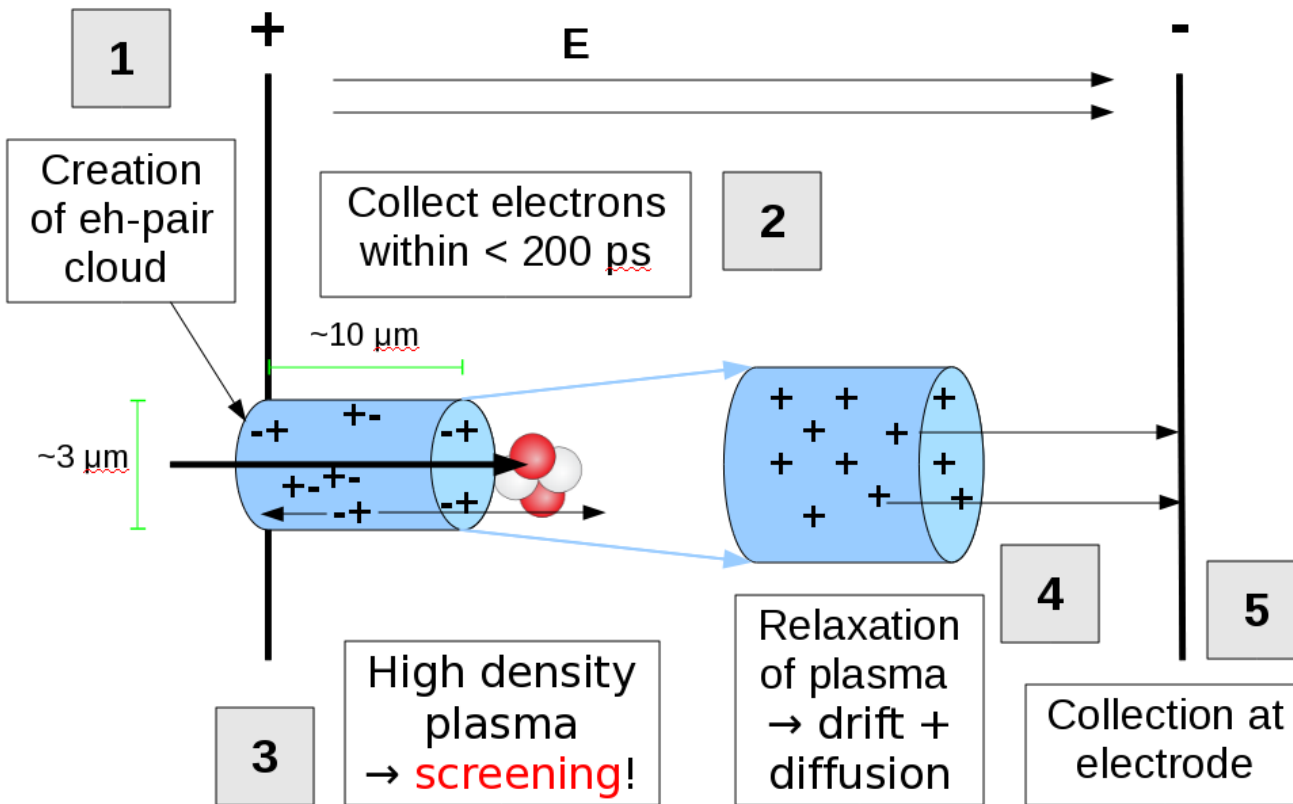 1
+
E
-
Creation
of eh-pair
cloud
Collect electrons
within < 200 ps
2
~10 µm
~3 µm
-+
+-
-+
+-
+-
-+
-+
+ + +
+ +
+ + +
+ +
+
4
5
3
High density
plasma
→ screening!
Relaxation
of plasma
→ drift +
diffusion
Collection at
electrode